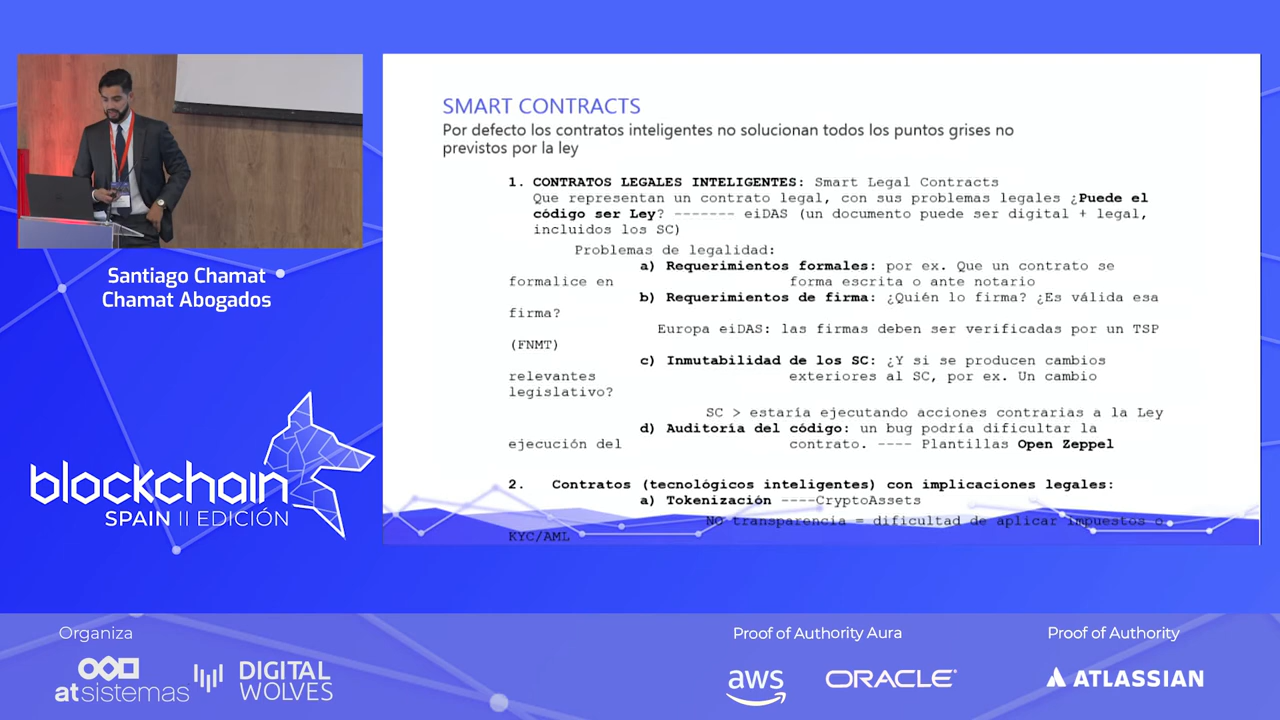 SMART CONTRACTS
Por defecto los contratos inteligentes no solucionan todos los puntos grises no
previstos por la ley
1. CONTRATOS LEGALES INTELIGENTES: Smart Legal Contracts
Que representan un contrato legal, con sus problemas legales ¿Puede el
código ser Ley? ------- eiDAS (un documento puede ser digital + legal,
incluidos los SC)
Problemas de legalidad:
a) Requerimientos formales: por ex. Que un contrato se
formalice en forma escrita o ante notario
b) Requerimientos de firma: ¿Quién lo firma? ¿Es válida esa
firma?
Europa eiDAS: las firmas deben ser verificadas por un TSP
(FNMT)
c) Inmutabilidad de los SC: ¿Y si se producen cambios
relevantes exteriores al SC, por ex. Un cambio
legislativo?
SC > estaría ejecutando acciones contrarias a la Ley
d) Auditoría del código: un bug podría dificultar la
ejecución del contrato. ---- Plantillas Open Zeppel
2. Contratos (tecnológicos inteligentes) con implicaciones legales:
a) Tokenización ----CryptoAssets
NO transparencia = dificultad de aplicar impuestos o
KYC/AML
Santiago Chamat
Chamat Abogados
blockchain
SPAIN II EDICIÓN
Organiza
atsistemas
DIGITAL
WOLVES
Proof of Authority Aura
aws
ORACLE
Proof of Authority
ATLASSIAN